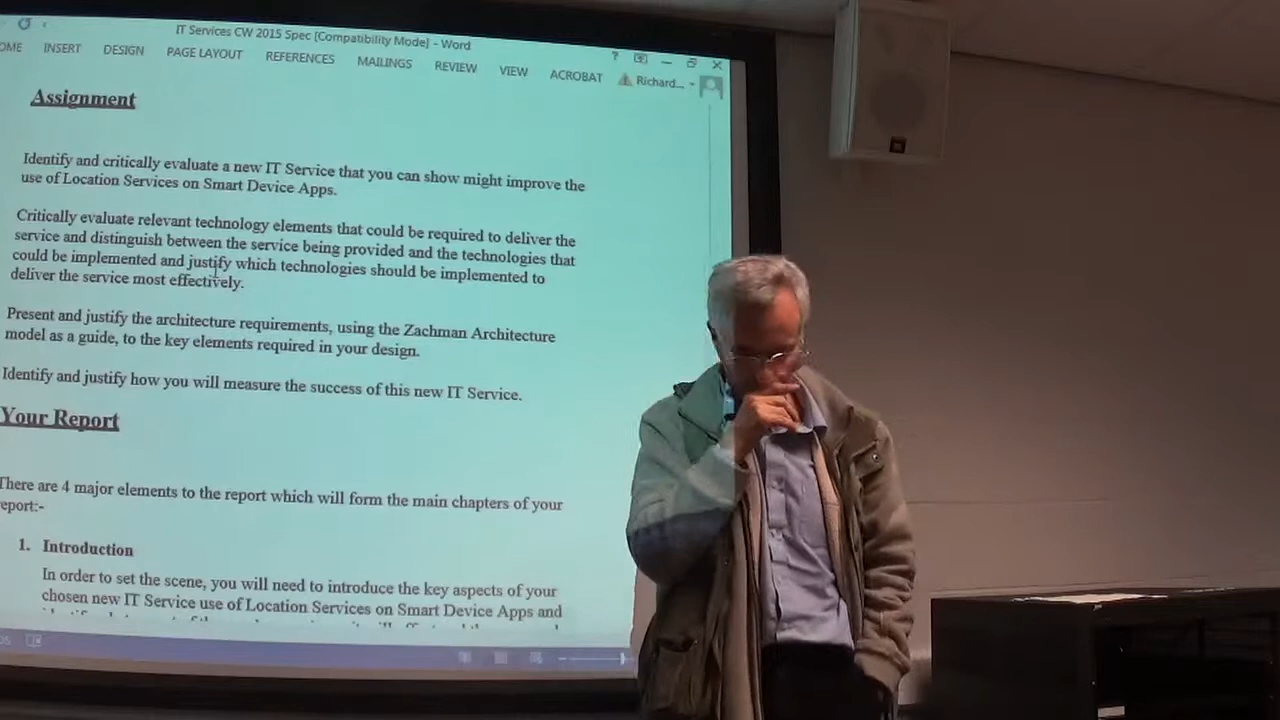 IT Services CW 2015 Spec [Compatibility Mode] - Word
OME INSERT DESIGN PAGE LAYOUT REFERENCES MAILINGS REVIEW VIEW ACROBAT Richard...
Assignment
Identify and critically evaluate a new IT Service that you can show might improve the
use of Location Services on Smart Device Apps.
Critically evaluate relevant technology elements that could be required to deliver the
service and distinguish between the service being provided and the technologies that
could be implemented and justify which technologies should be implemented to
deliver the service most effectively.
Present and justify the architecture requirements, using the Zachman Architecture
model as a guide, to the key elements required in your design.
Identify and justify how you will measure the success of this new IT Service.
Your Report
There are 4 major elements to the report which will form the main chapters of your
eport:-
1. Introduction
In order to set the scene, you will need to introduce the key aspects of your
chosen new IT Service use of Location Services on Smart Device Apps and